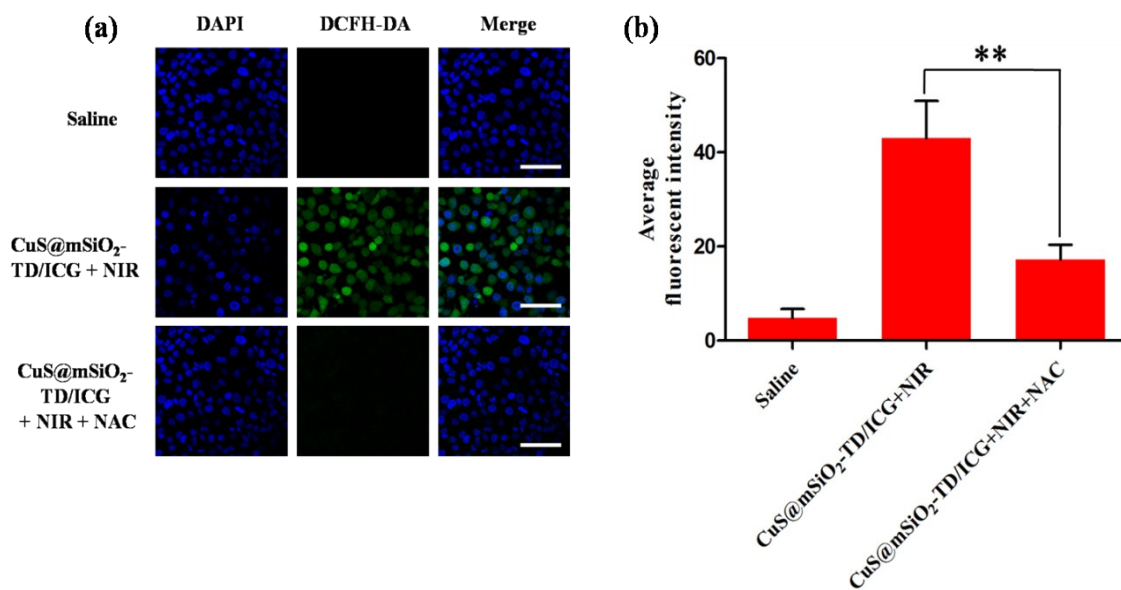 (a)
DAPI
DCFH-DA
Merge
Saline
CuS@mSiO₂-
TD/ICG + NIR
CuS@mSiO₂-
TD/ICG
+ NIR + NAC
(b)
Average
fluorescent intensity
60
40
20
0
**
Saline
CuS@mSiO₂-TD/ICG+NIR
CuS@mSiO₂-TD/ICG+NIR+NAC